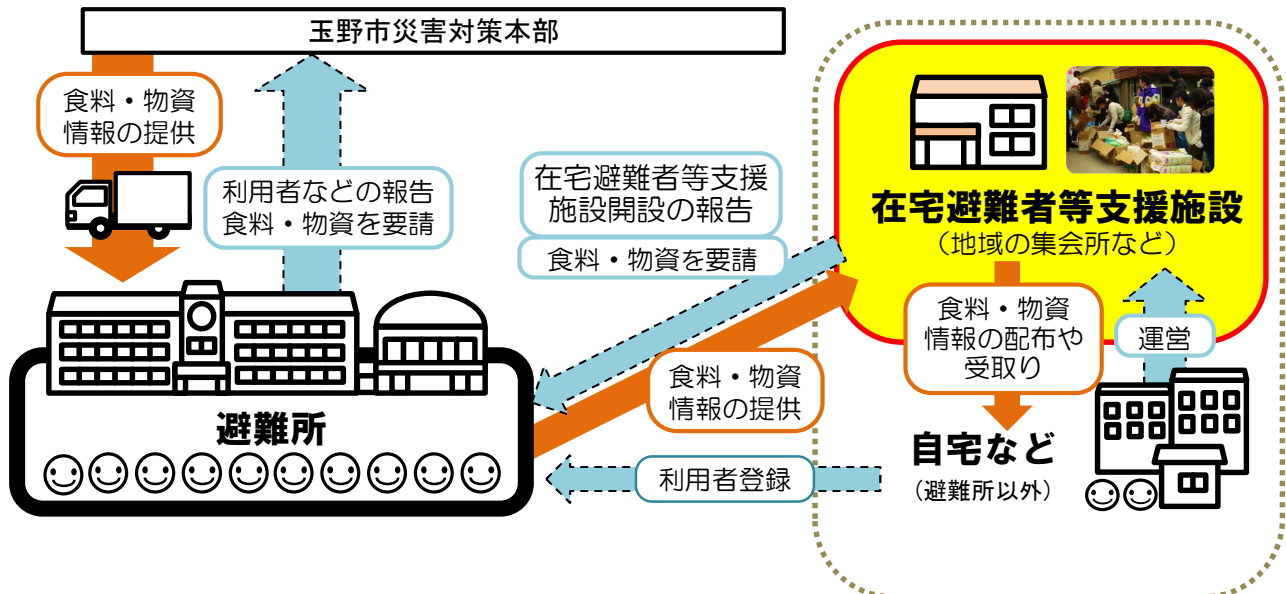 玉野市災害対策本部
食料・物資
情報の提供
利用者などの報告
食料・物資を要請
在宅避難者等支援
施設開設の報告
食料・物資を要請
在宅避難者等支援施設
（地域の集会所など）
食料・物資
情報の配布や
受取り
運営
食料・物資
情報の提供
避難所
自宅など
（避難所以外）
利用者登録